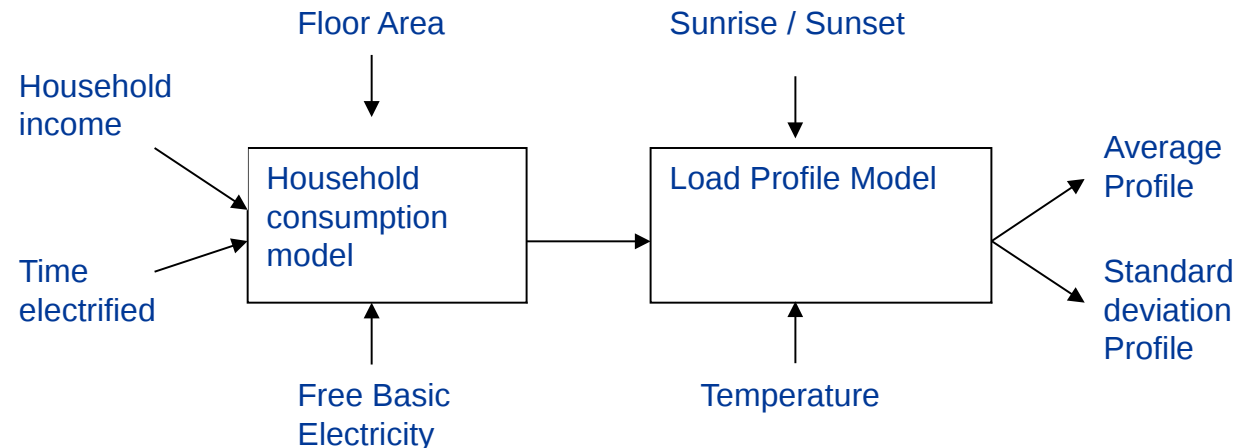 Floor Area
Sunrise / Sunset
Household
income
Household
consumption
model
Load Profile Model
Average
Profile
Time
electrified
Standard
deviation
Profile
Free Basic
Electricity
Temperature